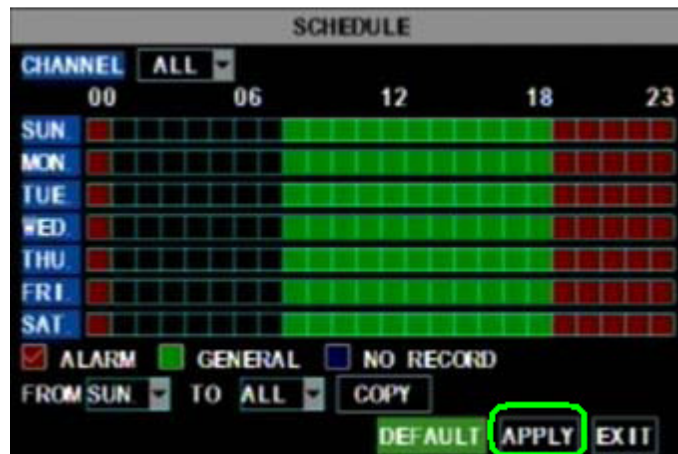 SCHEDULE
CHANNEL ALL
00 06 12 18 23
SUN.
MON.
TUE.
WED.
THU.
FRI.
SAT.
ALARM GENERAL NO RECORD
FROM SUN. TO ALL COPY
DEFAULT APPLY EXIT